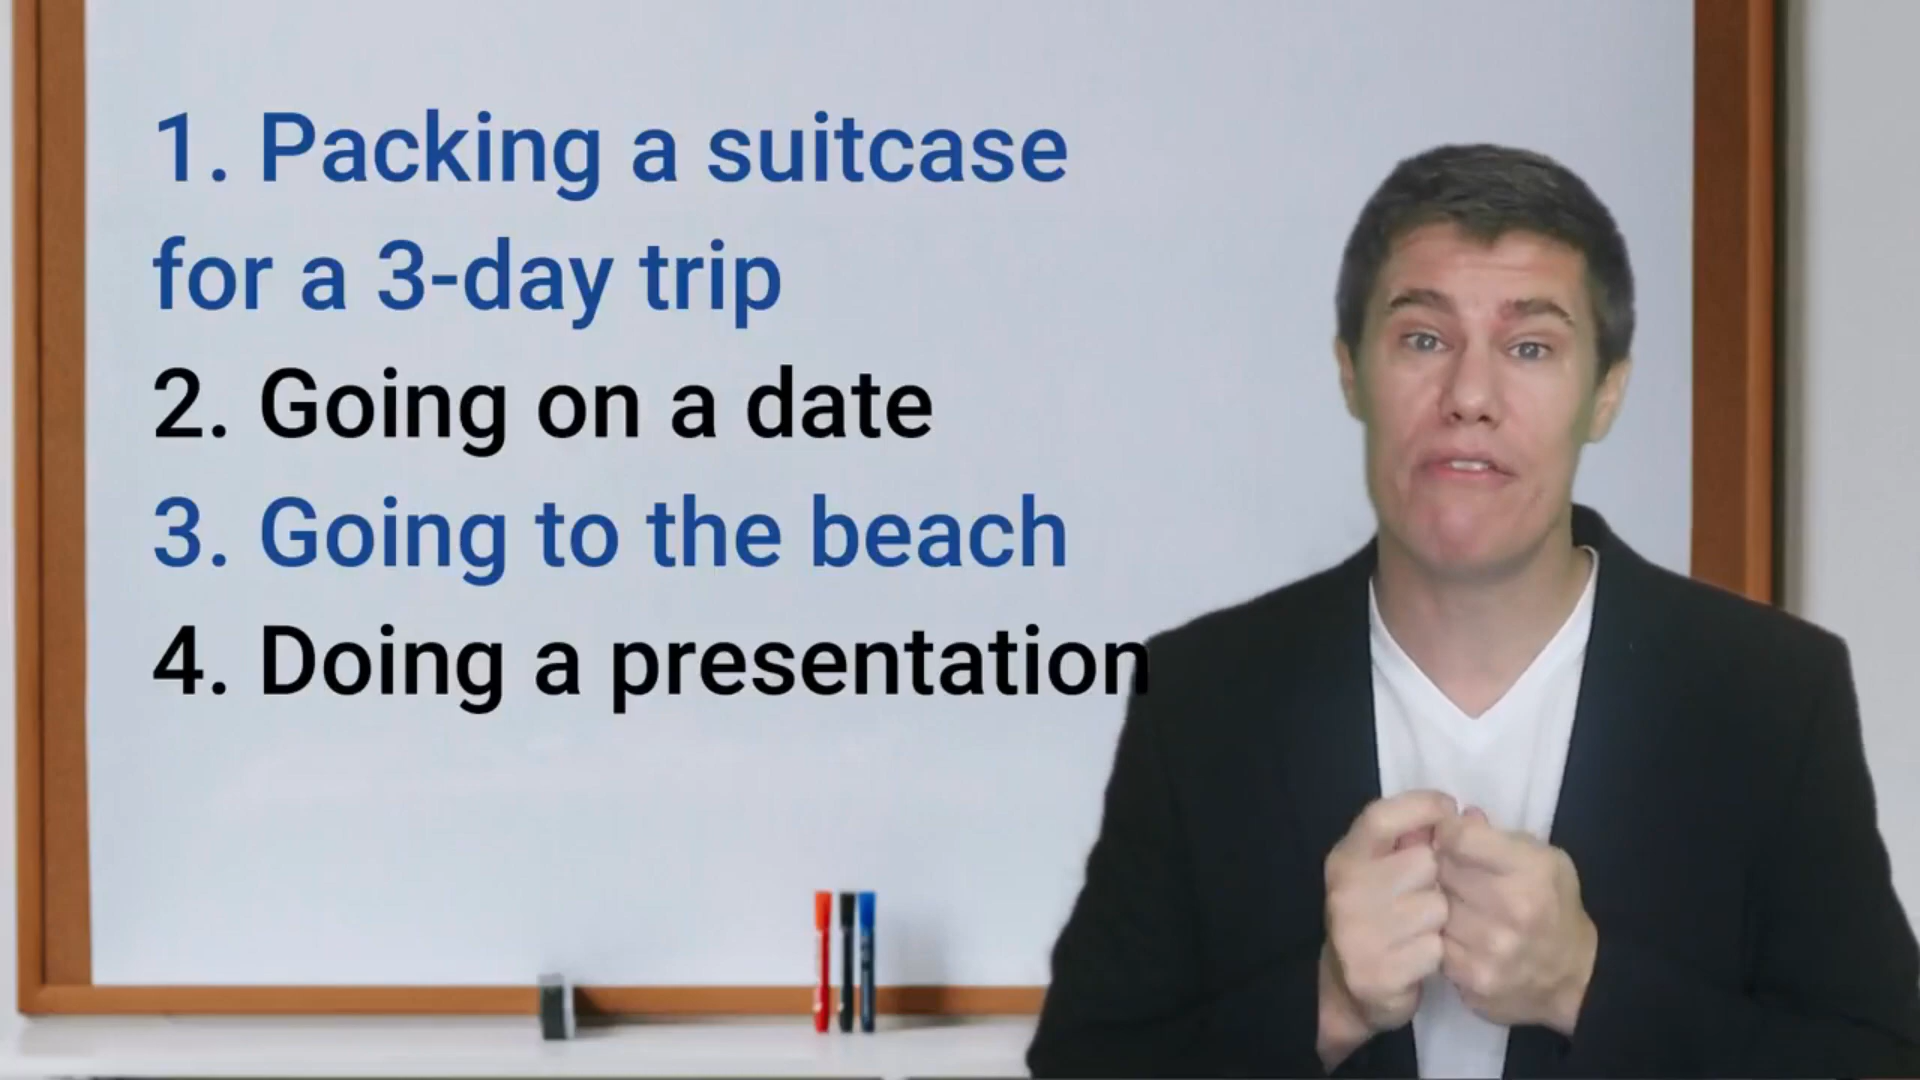 1. Packing a suitcase
for a 3-day trip
2. Going on a date
3. Going to the beach
4. Doing a presentation